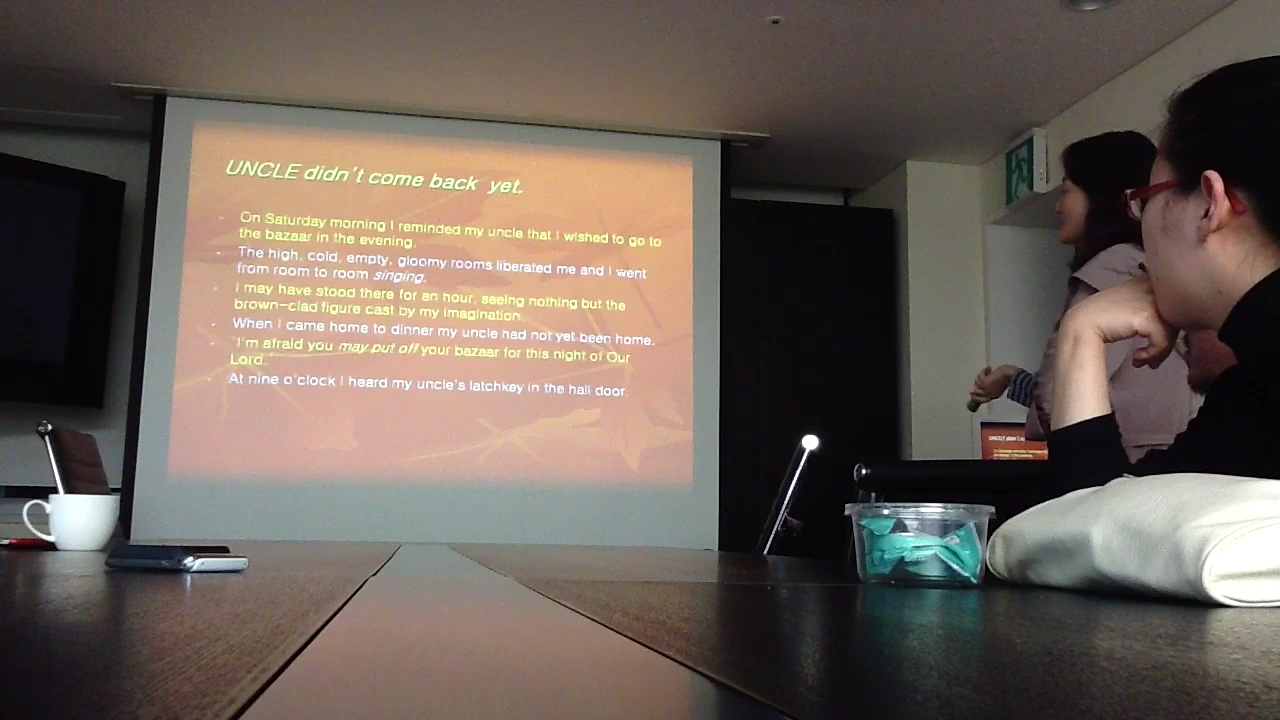 UNCLE didn't come back yet.
- On Saturday morning I reminded my uncle that I wished to go to
the bazaar in the evening.
- The high, cold, empty, gloomy rooms liberated me and I went
from room to room singing.
- I may have stood there for an hour, seeing nothing but the
brown-clad figure cast by my imagination.
- When I came home to dinner my uncle had not yet been home.
- 'I'm afraid you may put off your bazaar for this night of Our
Lord.'
At nine o'clock I heard my uncle's latchkey in the hall door.